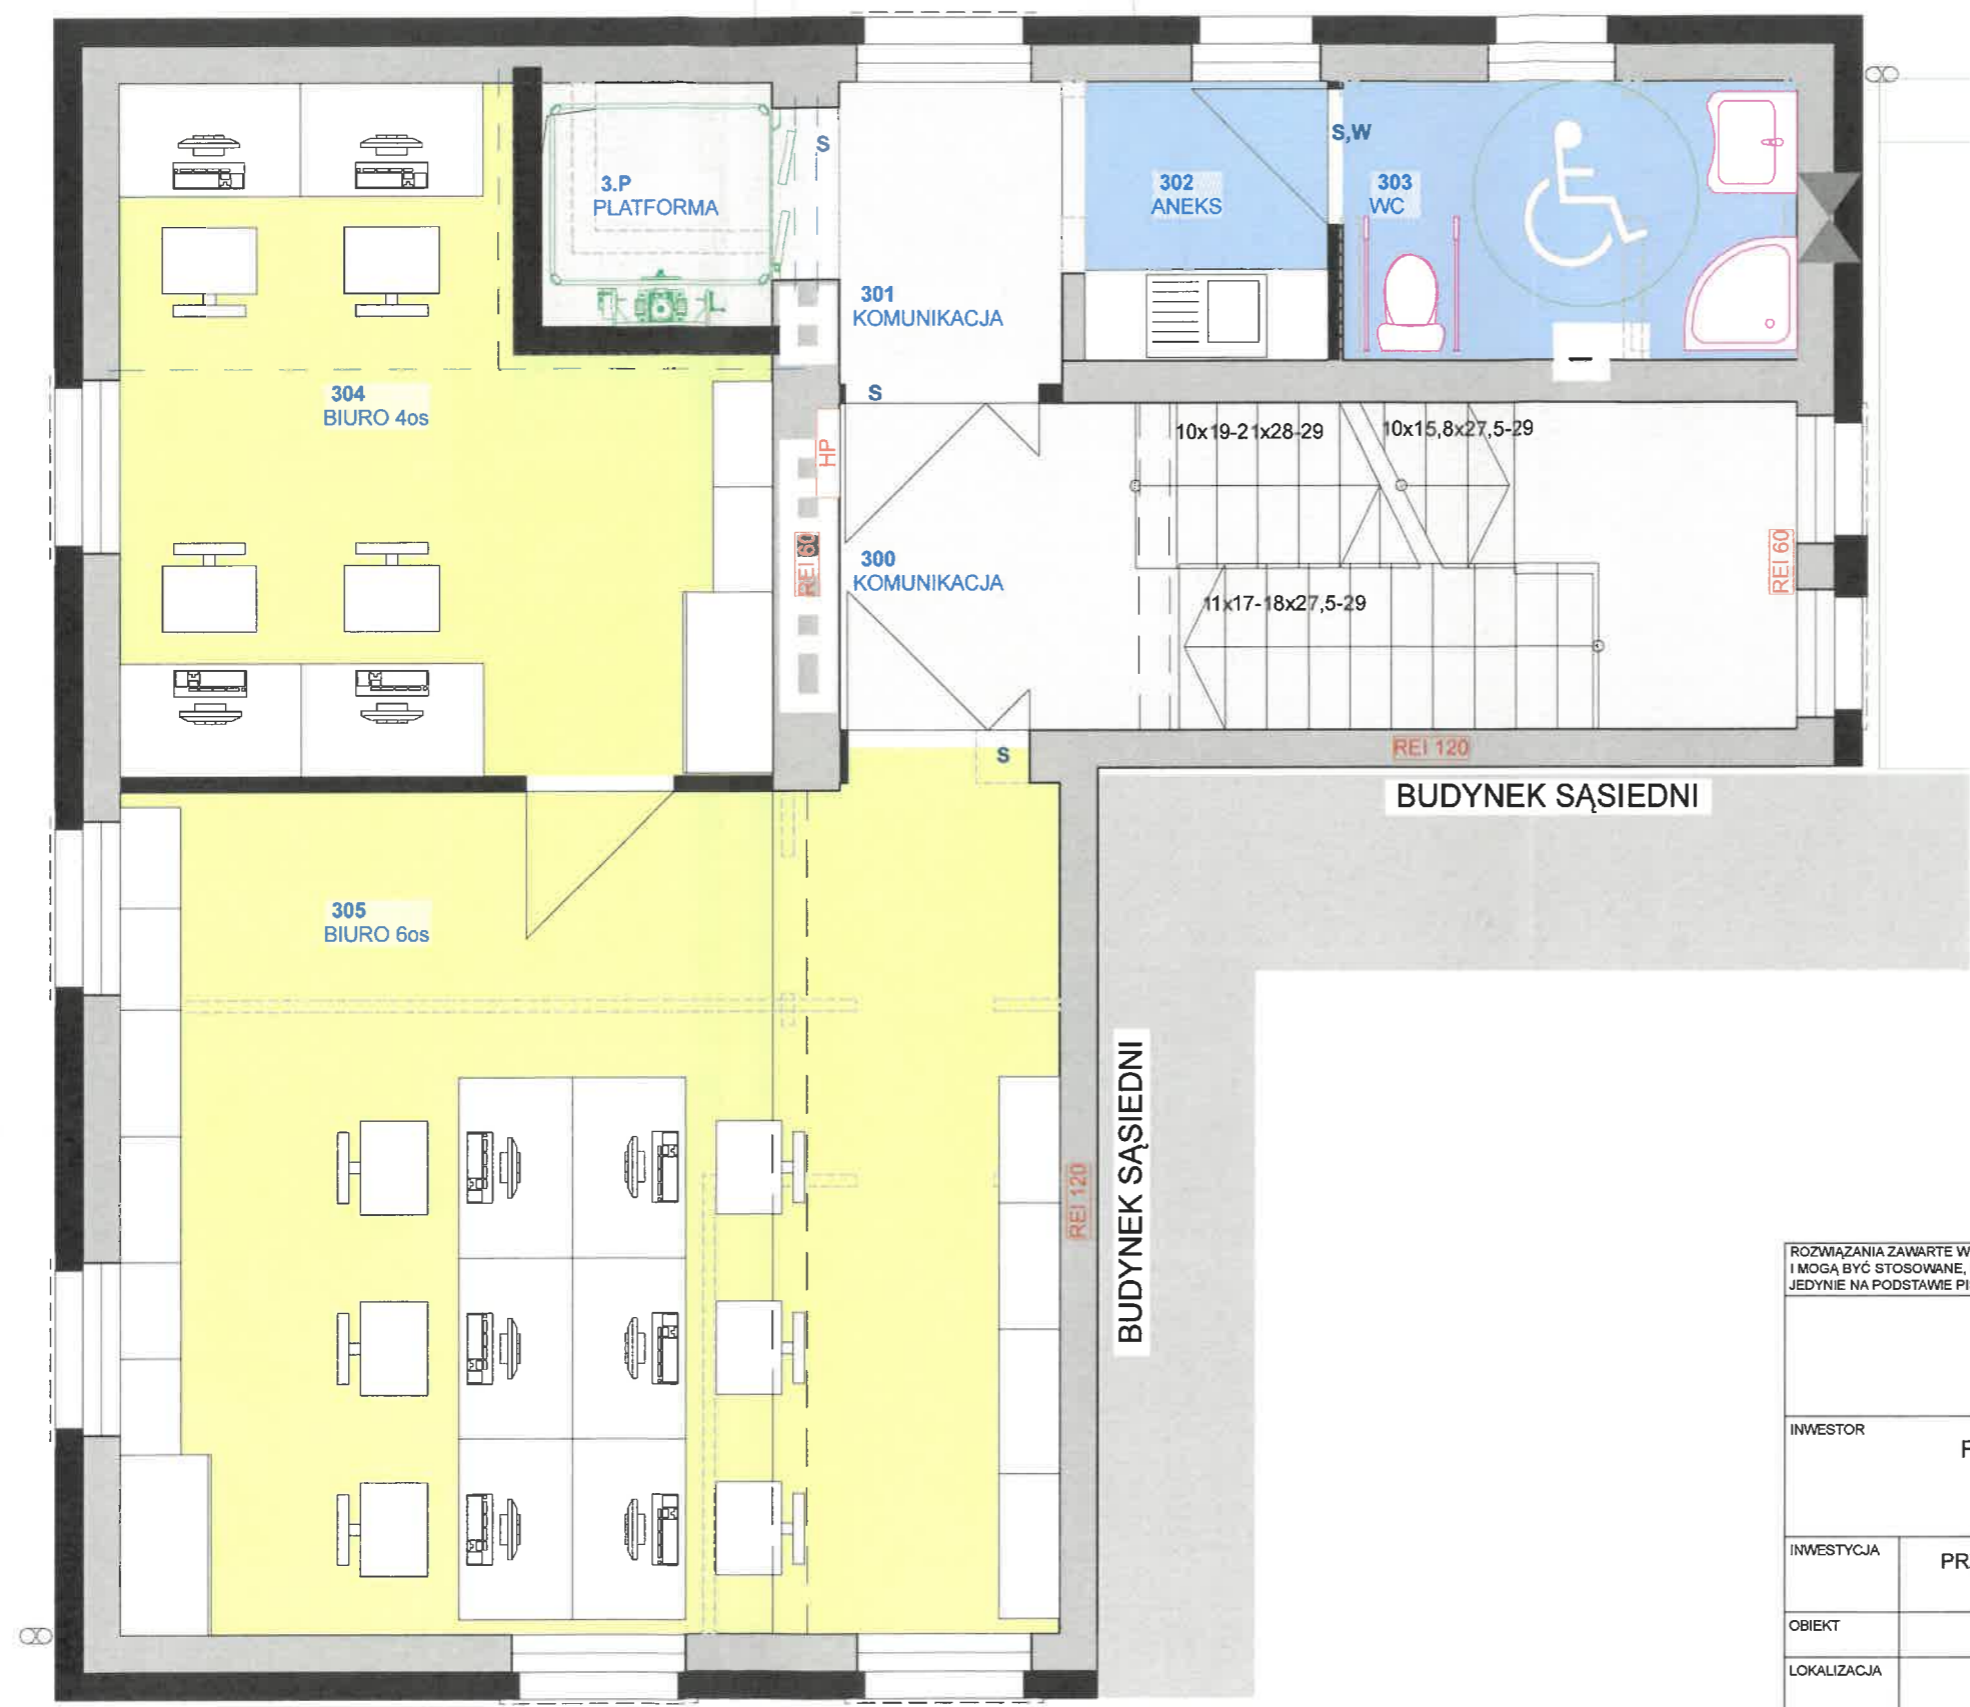 S
S,W
3.P
PLATFORMA
302
ANEKS
303
WC
301
KOMUNIKACJA
S
304
BIURO 4os
HP
10x19-21x28-29
10x15,8x27,5-29
REI 60
REI 60
300
KOMUNIKACJA
11x17-18x27,5-29
S
REI 120
BUDYNEK SĄSIEDNI
305
BIURO 6os
BUDYNEK SĄSIEDNI
REI 120
ROZWIĄZANIA ZAWARTE W
I MOGĄ BYĆ STOSOWANE,
JEDYNIE NA PODSTAWIE PI
INWESTOR
INWESTYCJA
PR
OBIEKT
LOKALIZACJA